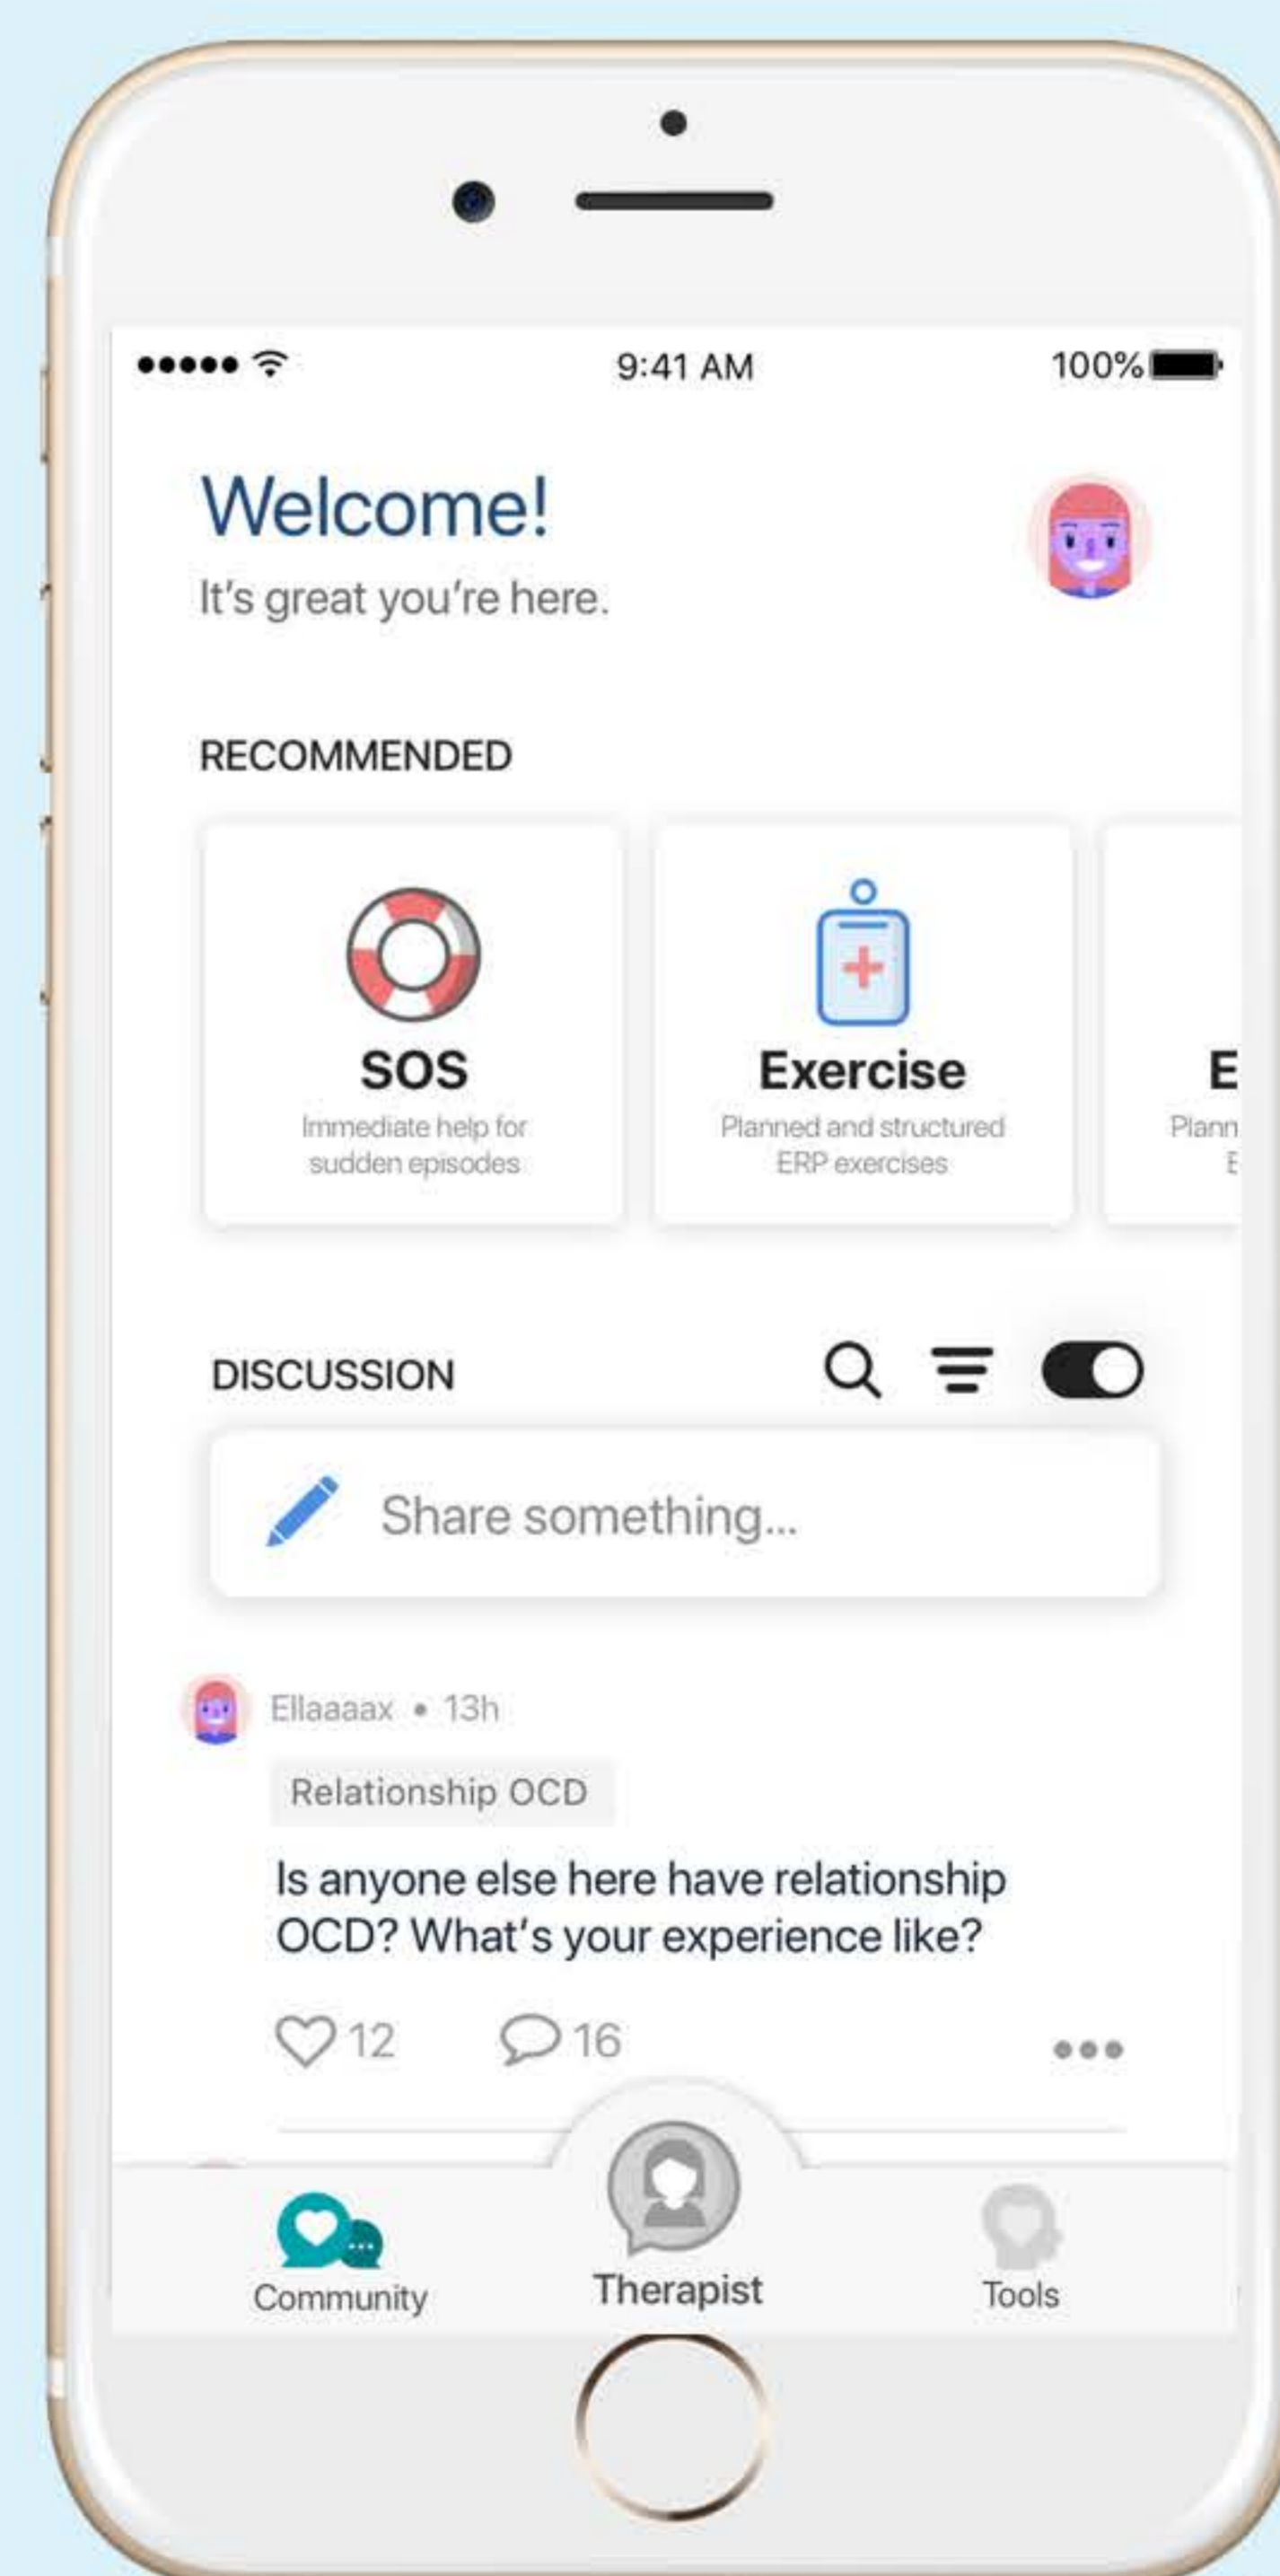 9:41 AM
100%
Welcome!
It's great you're here.
RECOMMENDED
SOS
Immediate help for
sudden episodes
Exercise
Planned and structured
ERP exercises
E
Plann
E
DISCUSSION
Share something...
Ellaaaax • 13h
Relationship OCD
Is anyone else here have relationship
OCD? What's your experience like?
12
16
Community
Therapist
Tools